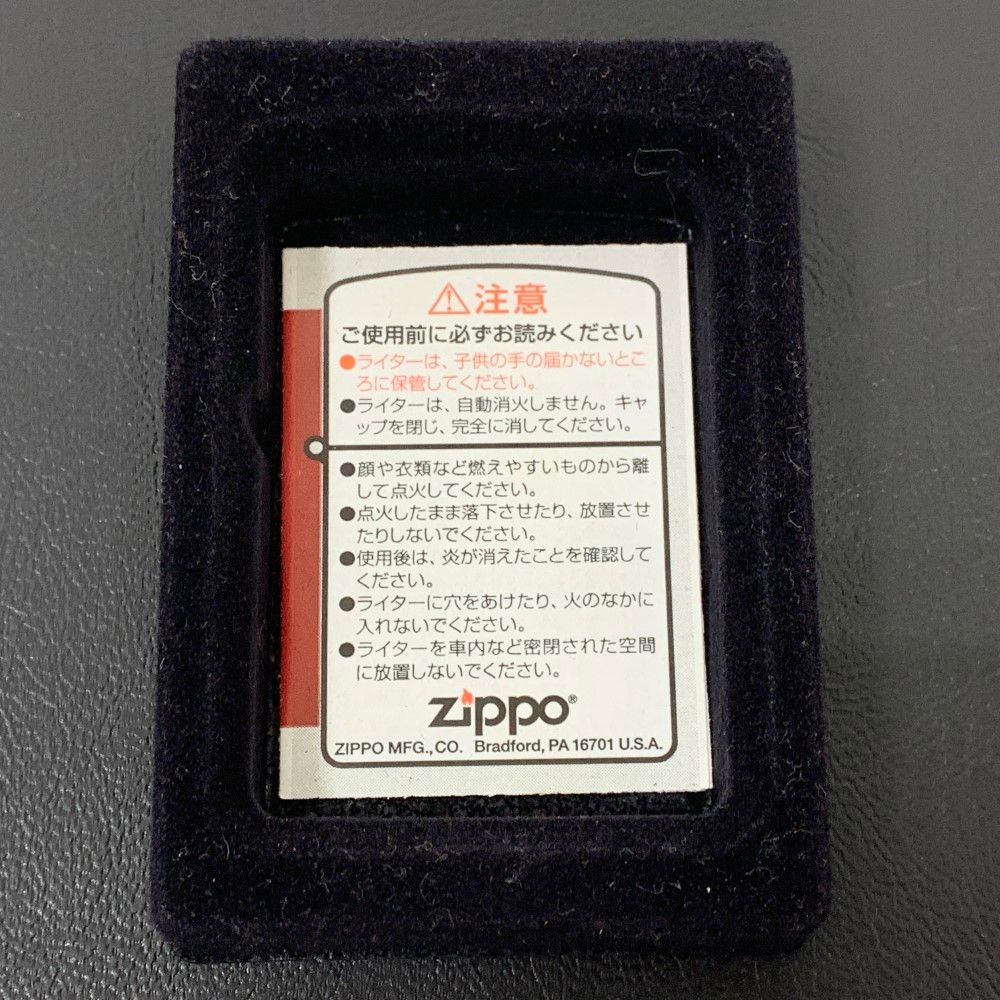 ⚠注意
ご使用前に必ずお読みください
●ライターは、子供の手の届かないとこ
ろに保管してください。
●ライターは、自動消火しません。キャ
ップを閉じ、完全に消してください。
●顔や衣類など燃えやすいものから離
して点火してください。
●点火したまま落下させたり、放置させ
たりしないでください。
●使用後は、炎が消えたことを確認して
ください。
●ライターに穴をあけたり、火のなかに
入れないでください。
●ライターを車内など密閉された空間
に放置しないでください。
zippo®
ZIPPO MFG., CO. Bradford, PA 16701 U.S.A.